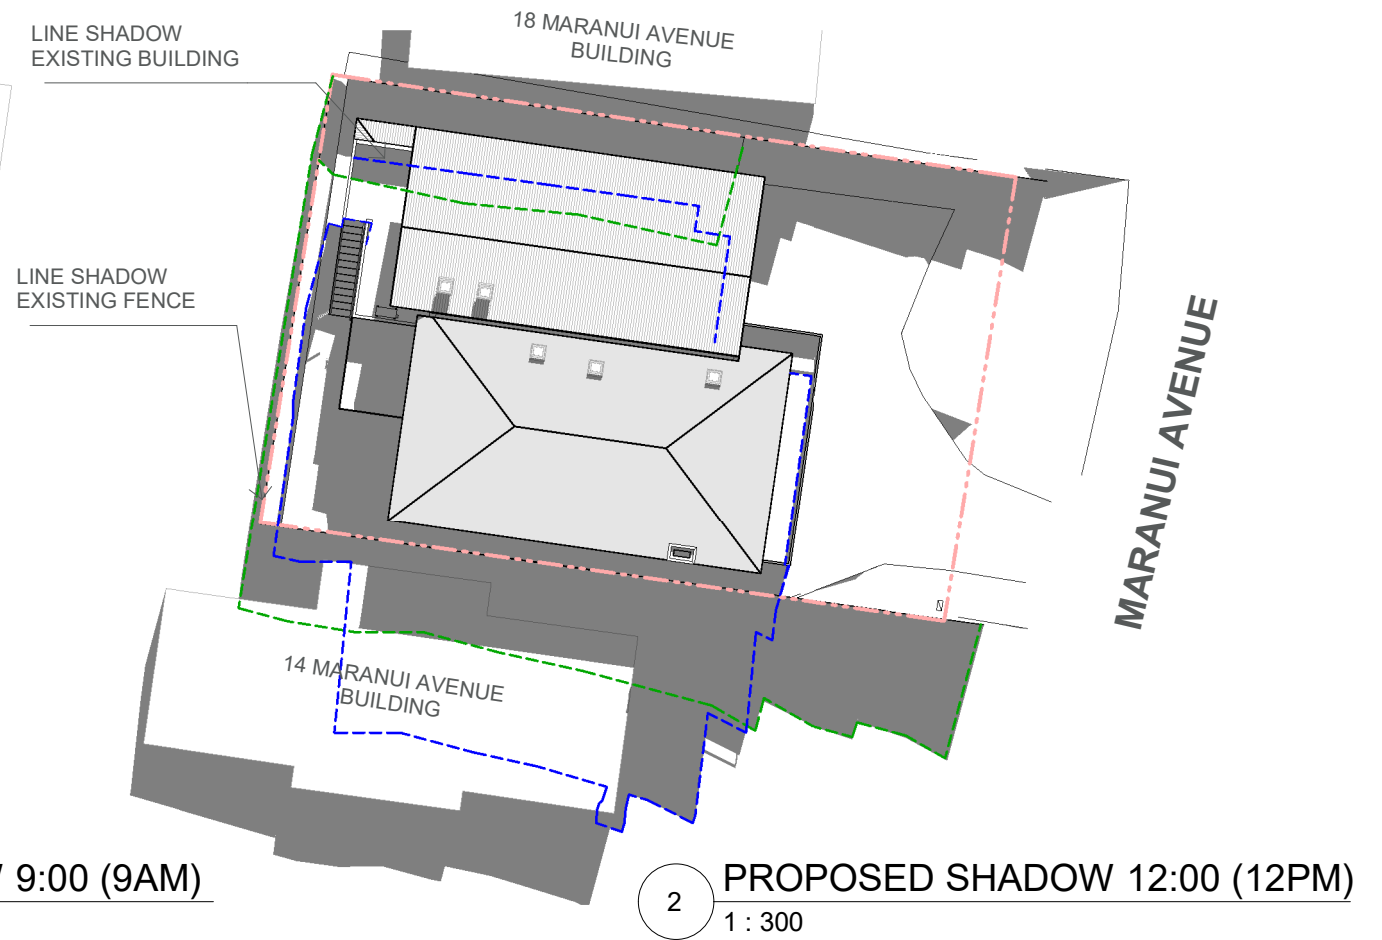 LINE SHADOW
EXISTING BUILDING
18 MARANUI AVENUE
BUILDING
LINE SHADOW
EXISTING FENCE
MARANUI AVENUE
14 MARANUI AVENUE
BUILDING
9:00 (9AM)
2
PROPOSED SHADOW 12:00 (12PM)
1 : 300